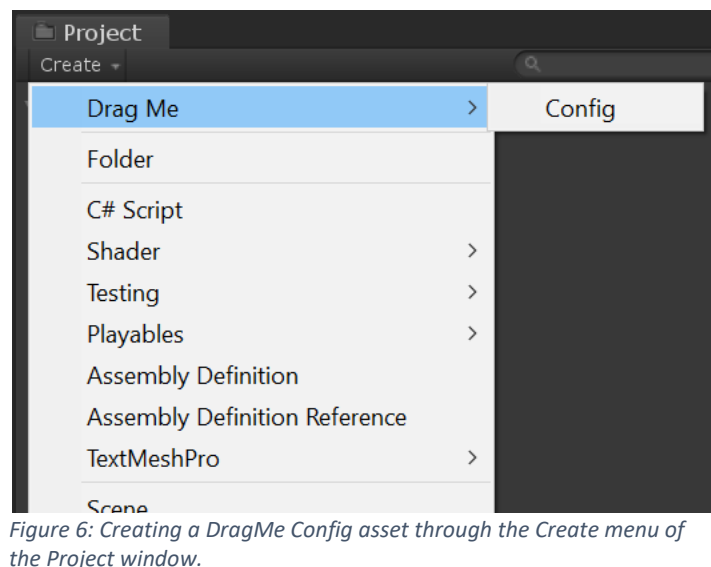 Project
Create
Drag Me
Config
Folder
C# Script
Shader
Testing
Playables
Assembly Definition
Assembly Definition Reference
TextMeshPro
Scene
Figure 6: Creating a DragMe Config asset through the Create menu of
the Project window.